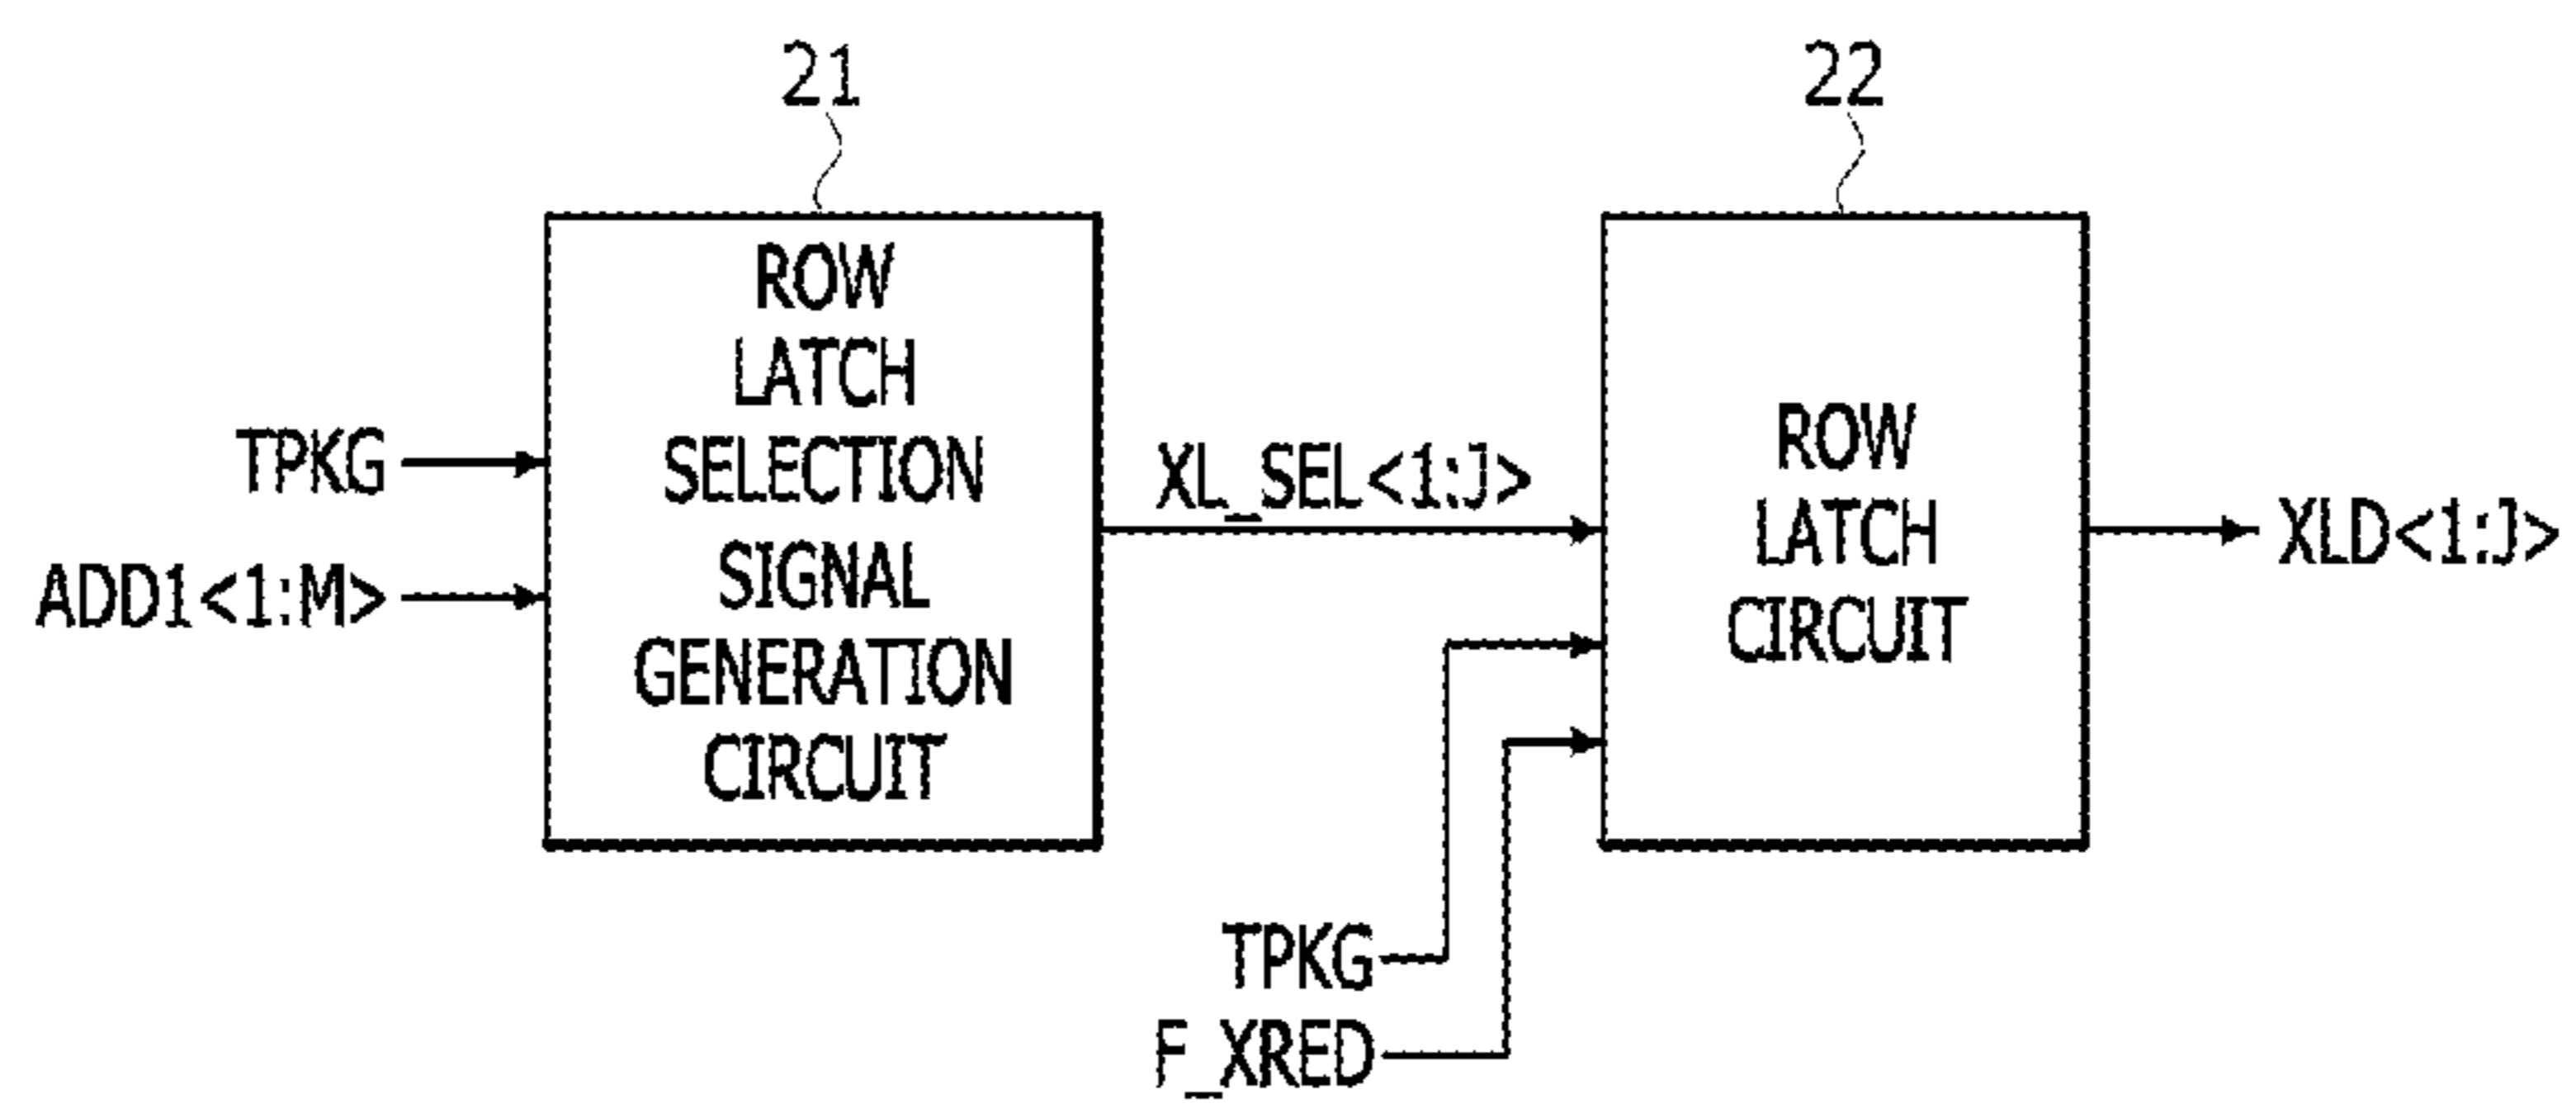 21
22
ROW
LATCH
SELECTION
SIGNAL
GENERATION
CIRCUIT
TPKG
ADD1<1:M>
XL_SEL<1:J>
ROW
LATCH
CIRCUIT
XLD<1:J>
TPKG
F_XRED